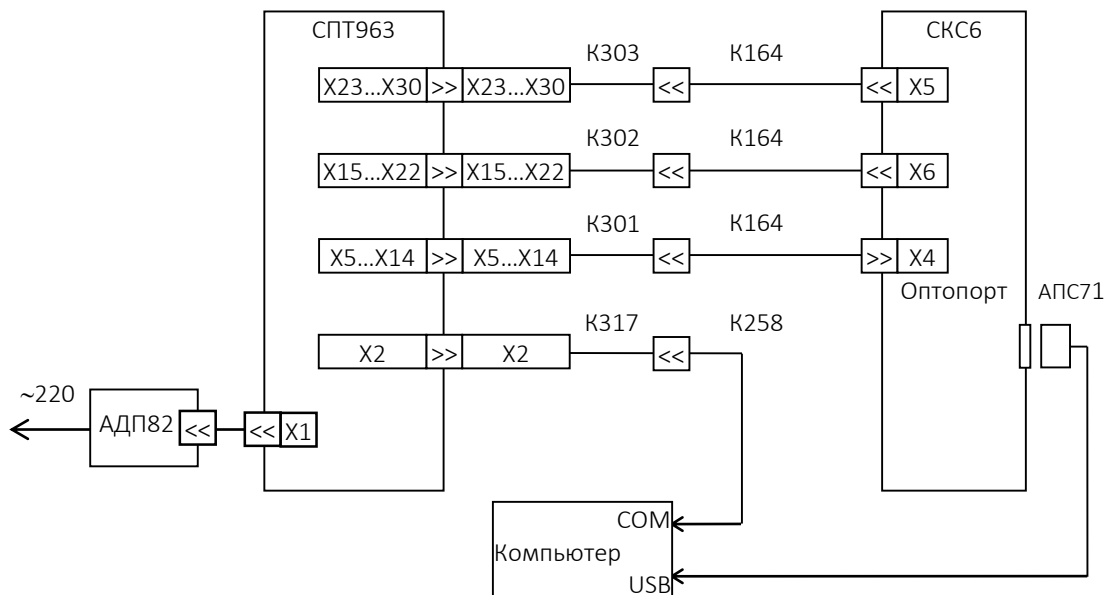 СПТ963
СКС6
К303
К164
X23...X30
>>
X23...X30
<<
<<
X5
К302
К164
X15...X22
>>
X15...X22
<<
<<
X6
К301
К164
X5...X14
>>
X5...X14
<<
>>
X4
Оптопорт
АПС71
К317
К258
X2
>>
X2
<<
~220
АДП82
<<
<<
X1
COM
Компьютер
USB